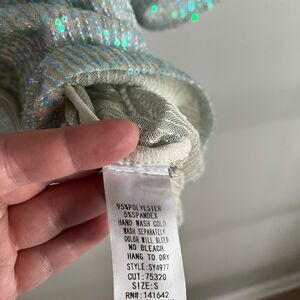 95%POLYESTER
5%SPANDEX
HAND WASH COLD
WASH SEPARATELY
COLOR WILL BLEED
NO BLEACH
HANG TO DRY
STYLE:SY4977
CUT:75320
SIZE:S
RN#:141642